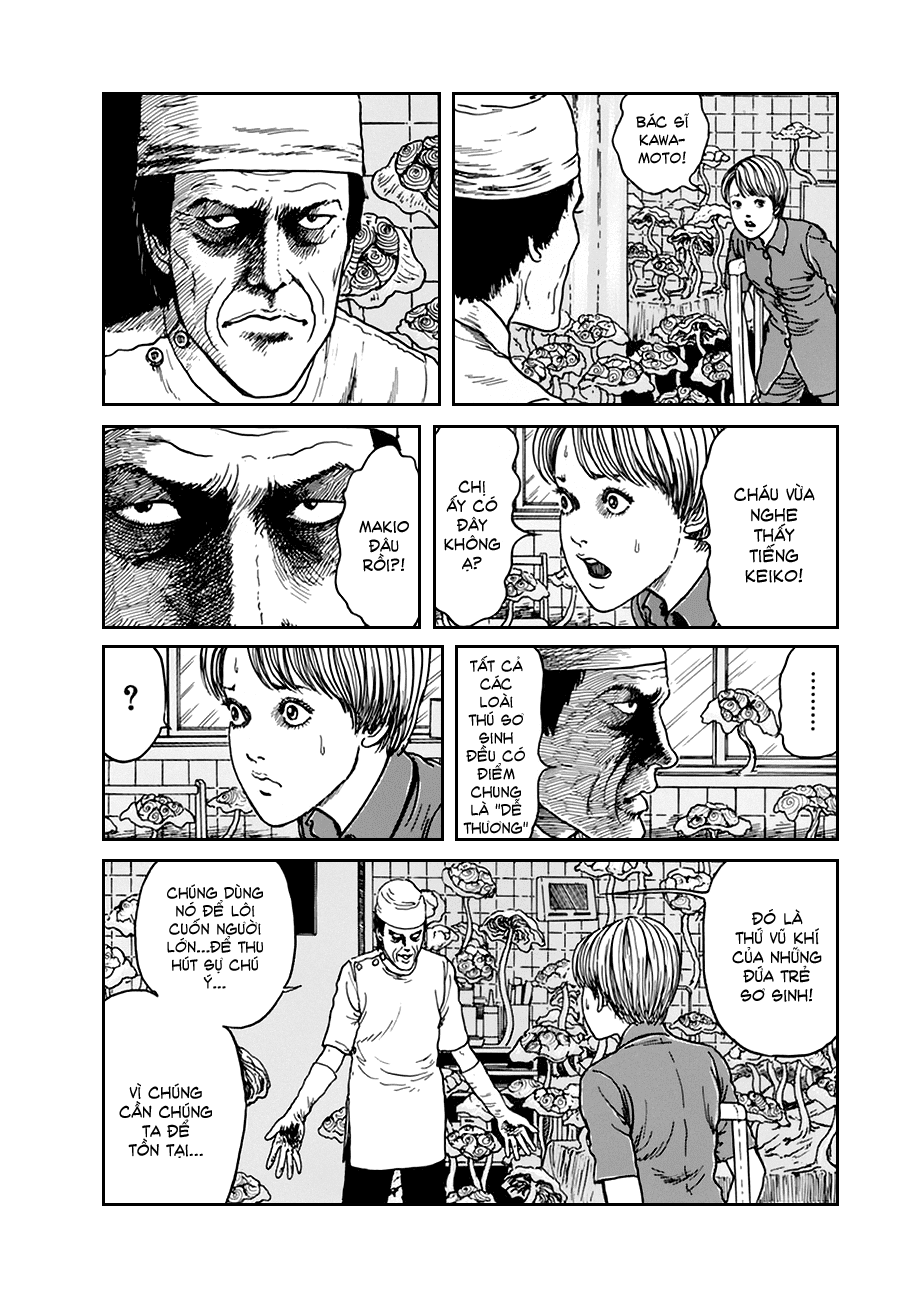 BÁC SĨ
KAWA-
MOTO!
CHÁU VỪA
NGHE
THẤY
TIẾNG
KEIKO!
CHỊ
ẤY CÓ
ĐÂY
KHÔNG
Ạ?
MAKIO
ĐÂU
RỒI?!
.........
TẤT CẢ
CÁC
LOÀI
THÚ SƠ
SINH
ĐỀU CÓ
ĐIỂM
CHUNG
LÀ "DỄ
THƯƠNG"
?
ĐÓ LÀ
THỨ VŨ KHÍ
CỦA NHỮNG
ĐỨA TRẺ
SƠ SINH!
CHÚNG DÙNG
NÓ ĐỂ LÔI
CUỐN NGƯỜI
LỚN...ĐỂ THU
HÚT SỰ CHÚ
Ý...
VÌ CHÚNG
CẦN CHÚNG
TA ĐỂ
TỒN TẠI...